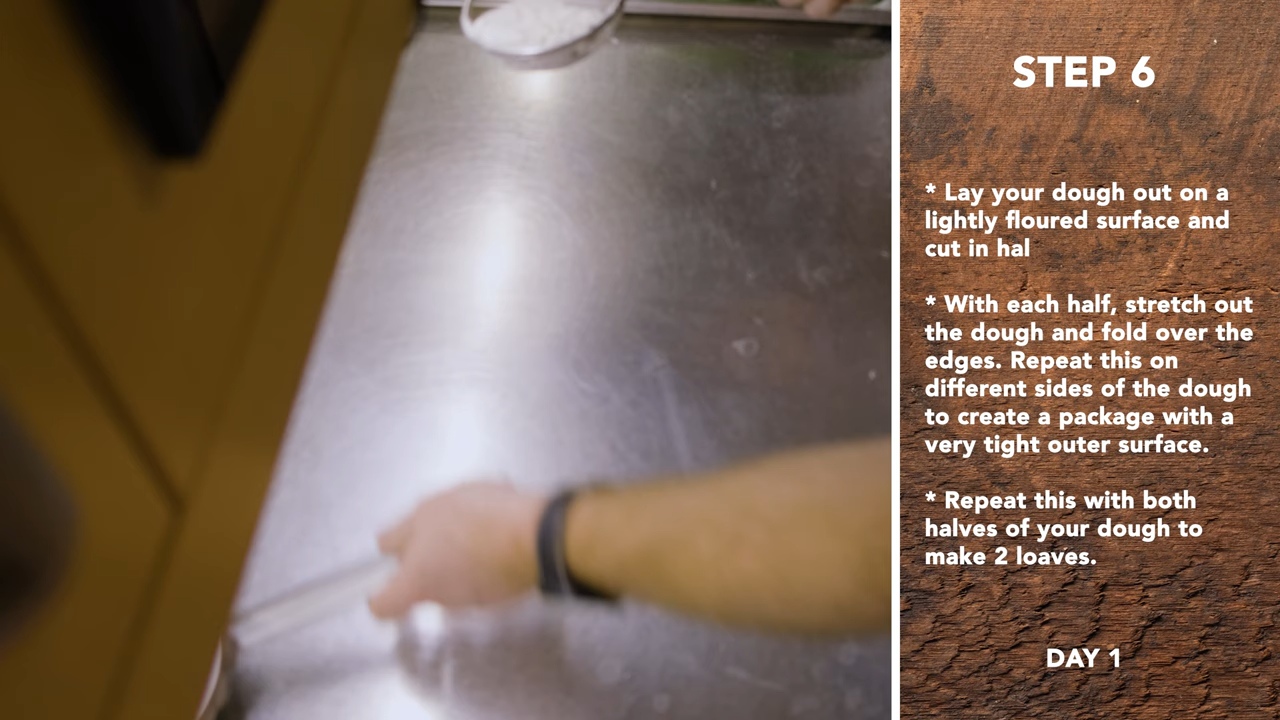 STEP 6
* Lay your dough out on a
lightly floured surface and
cut in hal
* With each half, stretch out
the dough and fold over the
edges. Repeat this on
different sides of the dough
to create a package with a
very tight outer surface.
* Repeat this with both
halves of your dough to
make 2 loaves.
DAY 1